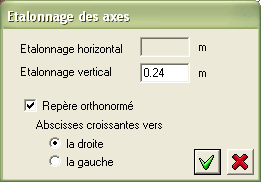 Etalonnage des axes
Etalonnage horizontal m
Etalonnage vertical 0.24 m
Repère orthonormé
Abscisses croissantes vers
la droite
la gauche